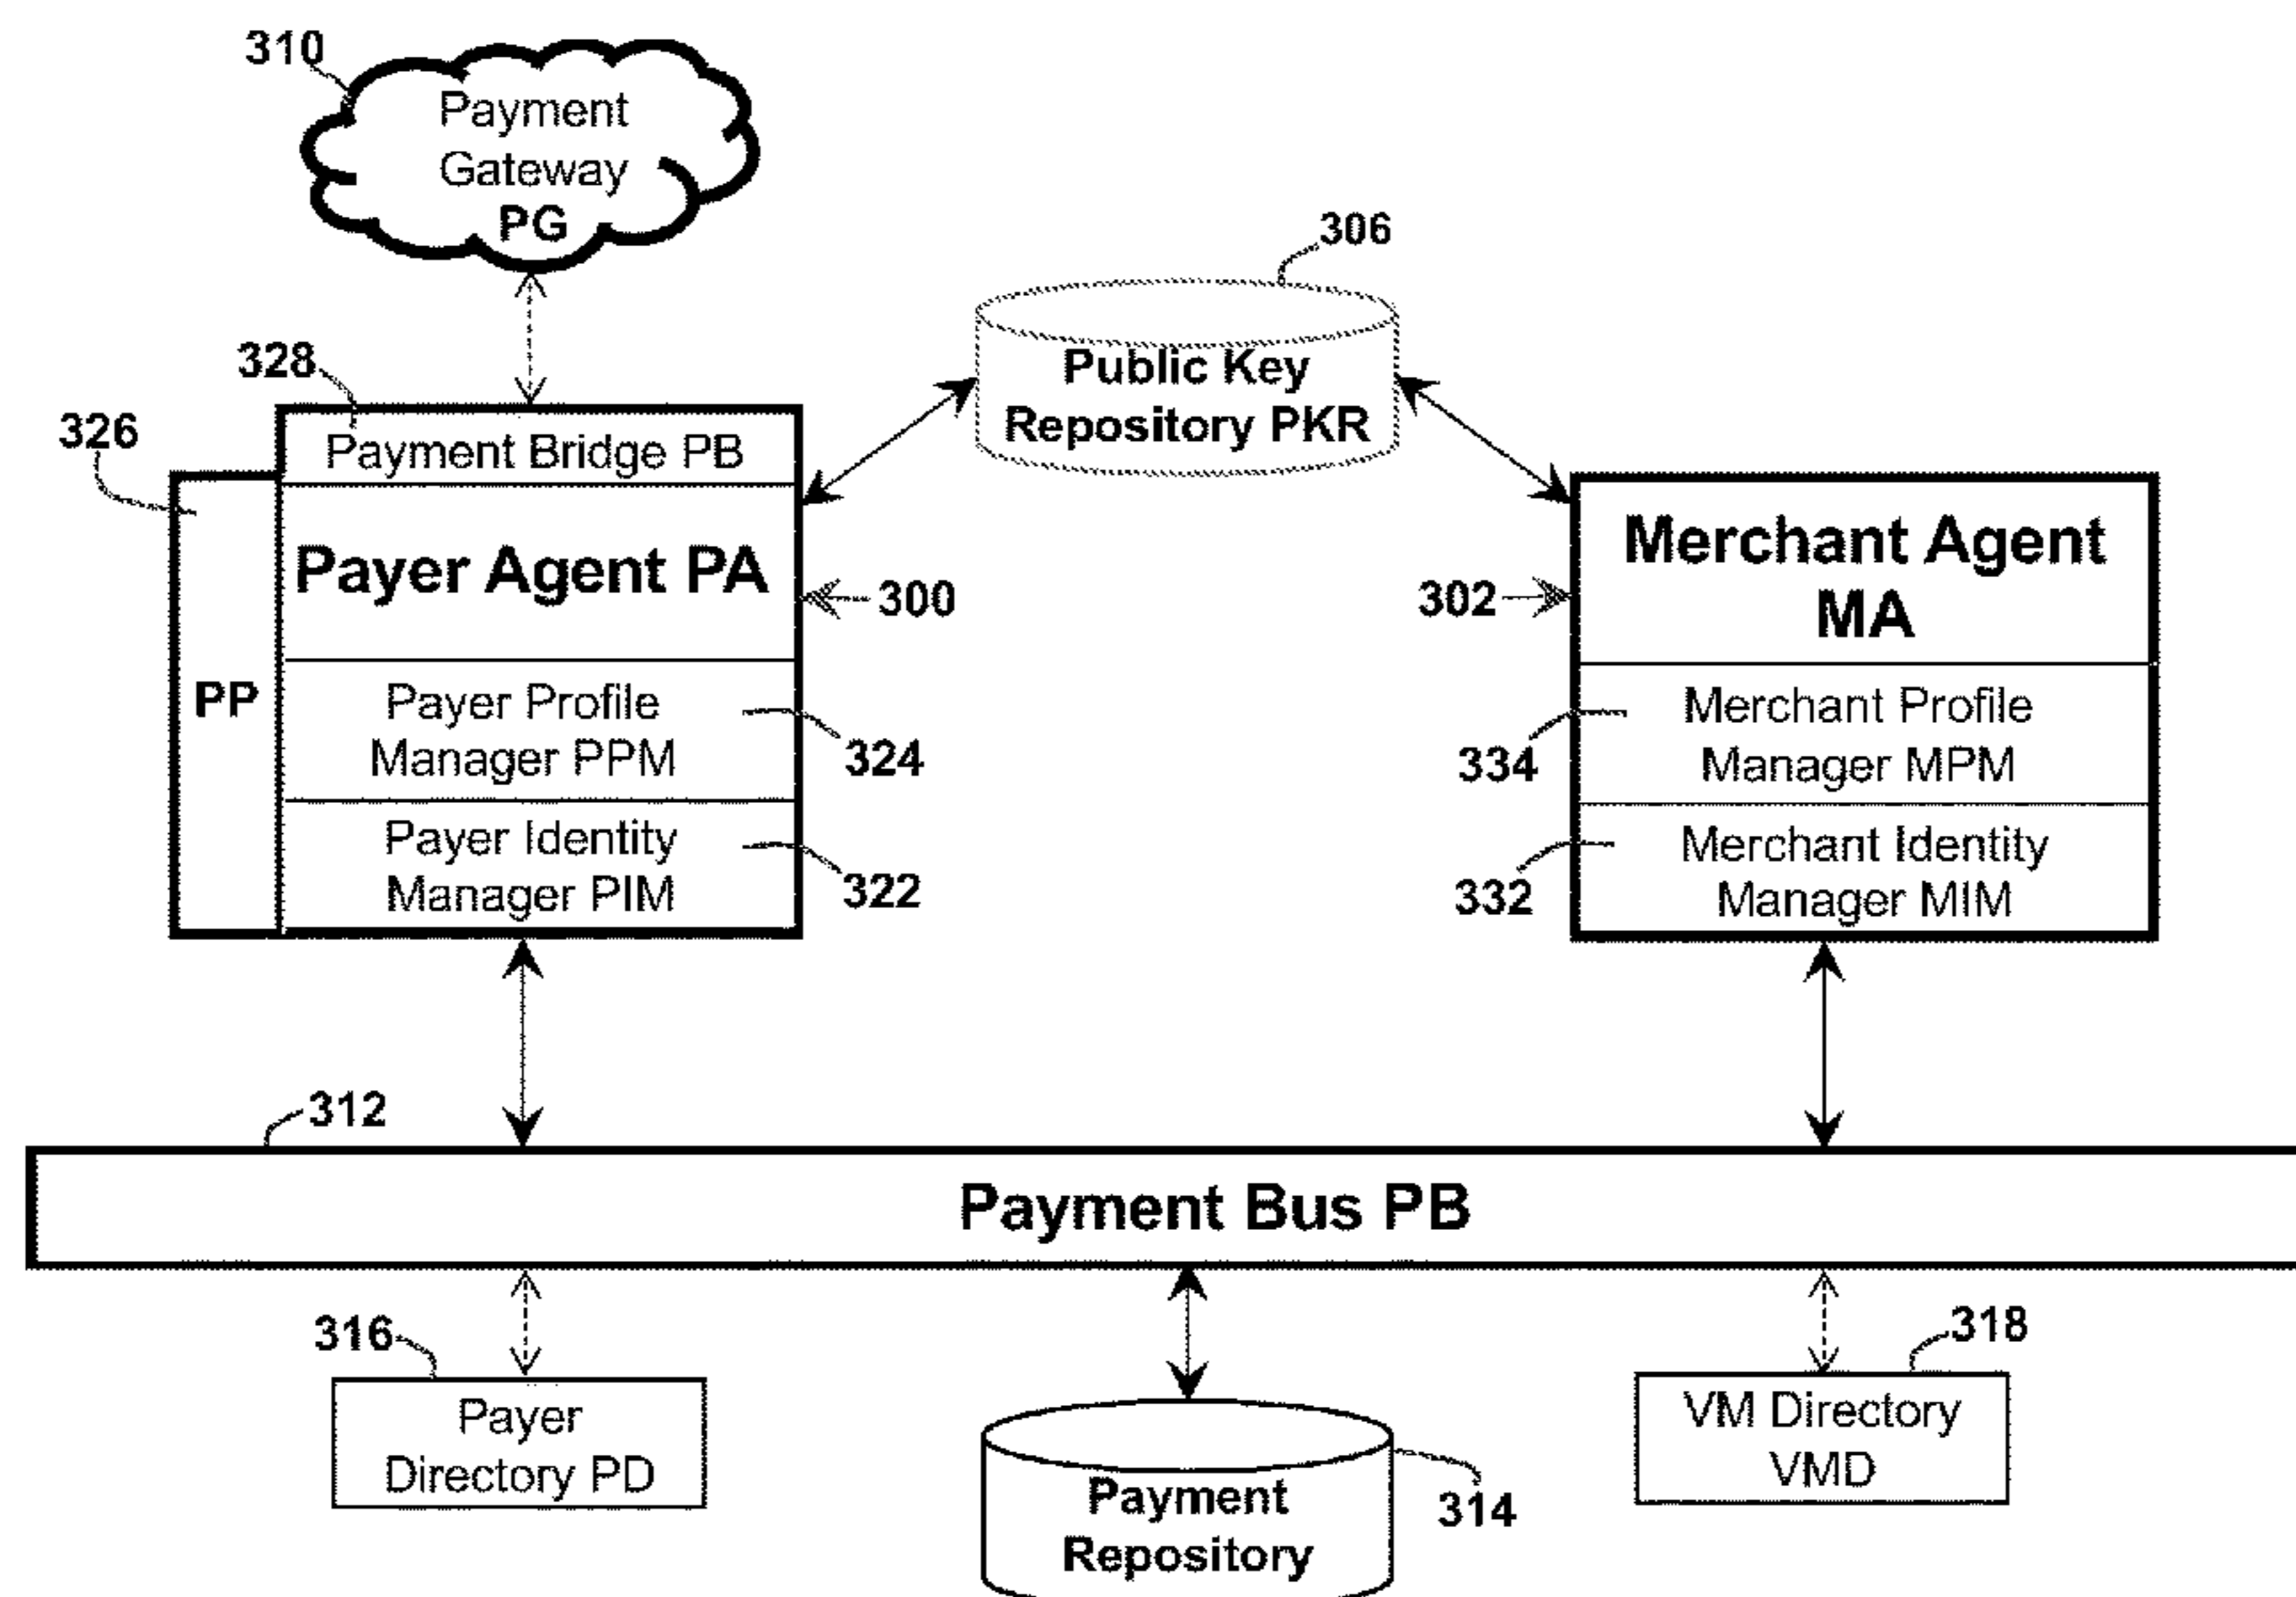 310
Payment
Gateway
PG
306
328
Public Key
Repository PKR
326
Payment Bridge PB
Payer Agent PA
300
302
Merchant Agent
MA
PP
Payer Profile
Manager PPM
324
334
Merchant Profile
Manager MPM
Payer Identity
Manager PIM
322
332
Merchant Identity
Manager MIM
312
Payment Bus PB
316
318
Payer
Directory PD
VM Directory
VMD
Payment
Repository
314